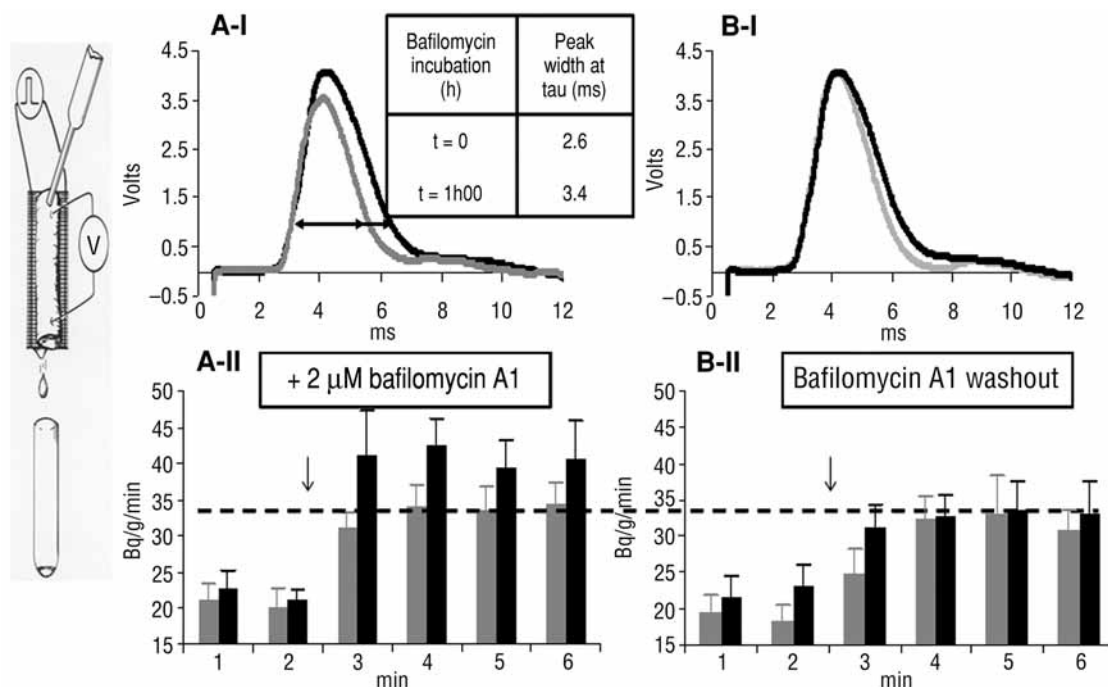 A-I
4.5
3.5
2.5
1.5
0.5
−0.5
Volts
0 2 4 6 8 10 12
ms
Bafilomycin incubation (h)
Peak width at tau (ms)
t = 0 2.6
t = 1h00 3.4
B-I
4.5
3.5
2.5
1.5
0.5
−0.5
Volts
0 2 4 6 8 10 12
ms
V
A-II
+ 2 μM bafilomycin A1
50
45
40
35
30
25
20
15
Bq/g/min
1 2 3 4 5 6
min
B-II
Bafilomycin A1 washout
50
45
40
35
30
25
20
15
Bq/g/min
1 2 3 4 5 6
min